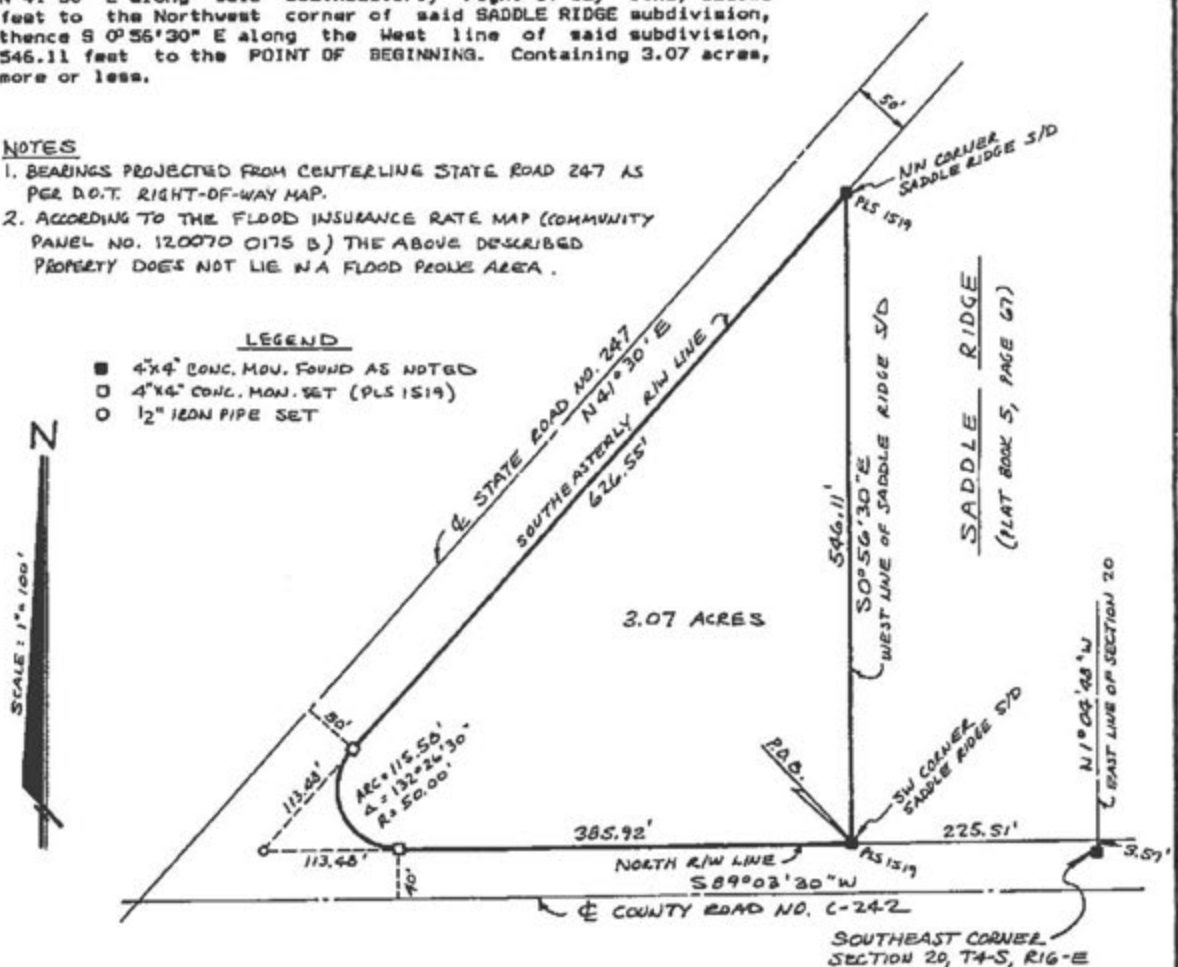 feet to the Northwest corner of said SADDLE RIDGE subdivision,
thence S 0°56'30" E along the West line of said subdivision,
546.11 feet to the POINT OF BEGINNING. Containing 3.07 acres,
more or less.
NOTES
1. BEARINGS PROJECTED FROM CENTERLINE STATE ROAD 247 AS
PER D.O.T. RIGHT-OF-WAY MAP.
2. ACCORDING TO THE FLOOD INSURANCE RATE MAP (COMMUNITY
PANEL NO. 120070 0175 B) THE ABOVE DESCRIBED
PROPERTY DOES NOT LIE IN A FLOOD PRONE AREA.
LEGEND
4"X4" CONC. MON. FOUND AS NOTED
4"X4" CONC. MON. SET (PLS 1519)
1/2" IRON PIPE SET
N
SCALE: 1"=100'
50'
NW CORNER
SADDLE RIDGE S/D
PLS 1519
℄ STATE ROAD NO. 247
N 41°30' E
SOUTHEASTERLY R/W LINE
626.55'
546.11'
S0°56'30"E
WEST LINE OF SADDLE RIDGE S/D
SADDLE RIDGE
(PLAT BOOK 5, PAGE 67)
3.07 ACRES
N1°04'48"W
EAST LINE OF SECTION 20
50'
113.48'
ARC=115.58'
Δ=132°26'30"
R=50.00'
P.O.B.
SW CORNER
SADDLE RIDGE S/D
113.48'
40'
385.92'
225.51'
3.57'
NORTH R/W LINE
PLS 1519
S89°03'30"W
℄ COUNTY ROAD NO. C-242
SOUTHEAST CORNER
SECTION 20, T4-S, R16-E